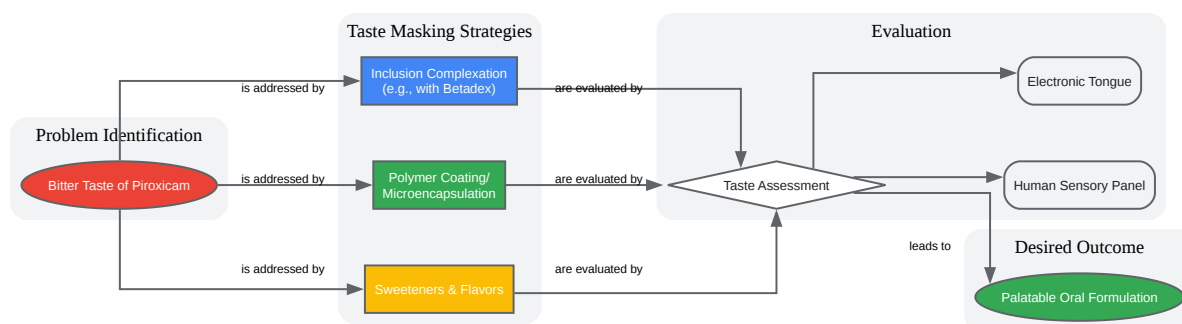 Taste Masking Strategies
Evaluation
Inclusion Complexation
(e.g., with Betadex)
Electronic Tongue
is addressed by
are evaluated by
Problem Identification
Bitter Taste of Piroxicam
is addressed by
Polymer Coating/
Microencapsulation
are evaluated by
Taste Assessment
Human Sensory Panel
is addressed by
Sweeteners & Flavors
are evaluated by
leads to
Desired Outcome
Palatable Oral Formulation